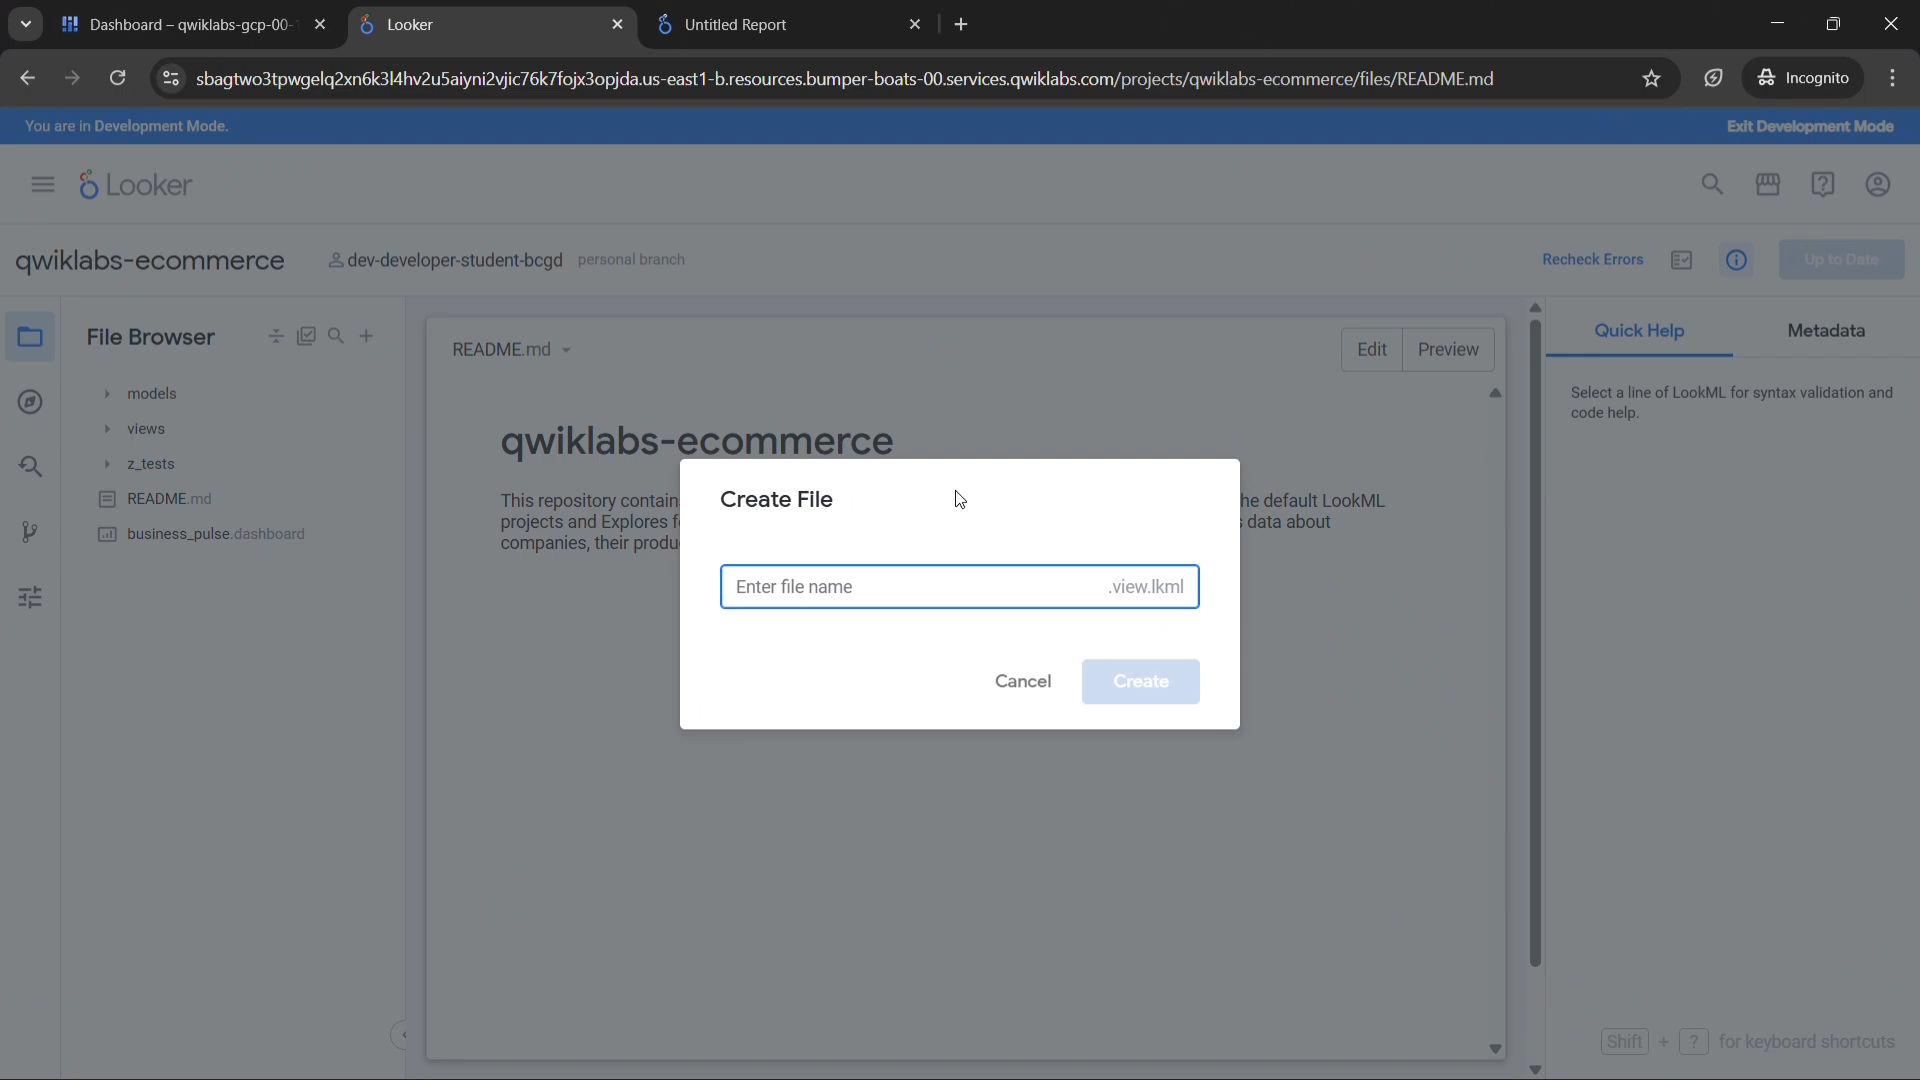 Dashboard – qwiklabs-gcp-00-
Looker
Untitled Report
sbagtwo3tpwgelq2xn6k3l4hv2u5aiyni2vjic76k7fojx3opjda.us-east1-b.resources.bumper-boats-00.services.qwiklabs.com/projects/qwiklabs-ecommerce/files/README.md
Incognito
You are in Development Mode.
Exit Development Mode
Looker
qwiklabs-ecommerce
dev-developer-student-bcgd personal branch
Recheck Errors
Up to Date
File Browser
models
views
z_tests
README.md
business_pulse.dashboard
README.md
Edit
Preview
qwiklabs-ecommerce
This repository contain he default LookML
projects and Explores f s data about
companies, their produ
Create File
Enter file name
.view.lkml
Cancel
Create
Quick Help
Metadata
Select a line of LookML for syntax validation and
code help.
Shift + ? for keyboard shortcuts